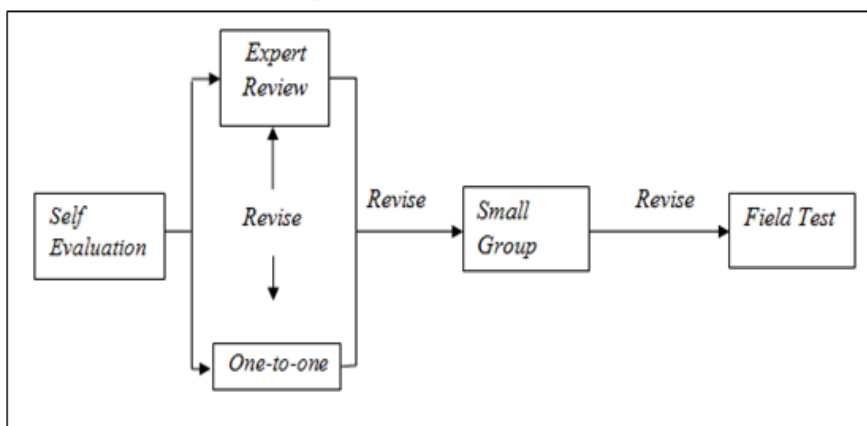 Expert
Review
Self
Evaluation
Revise
One-to-one
Revise
Small
Group
Revise
Field Test